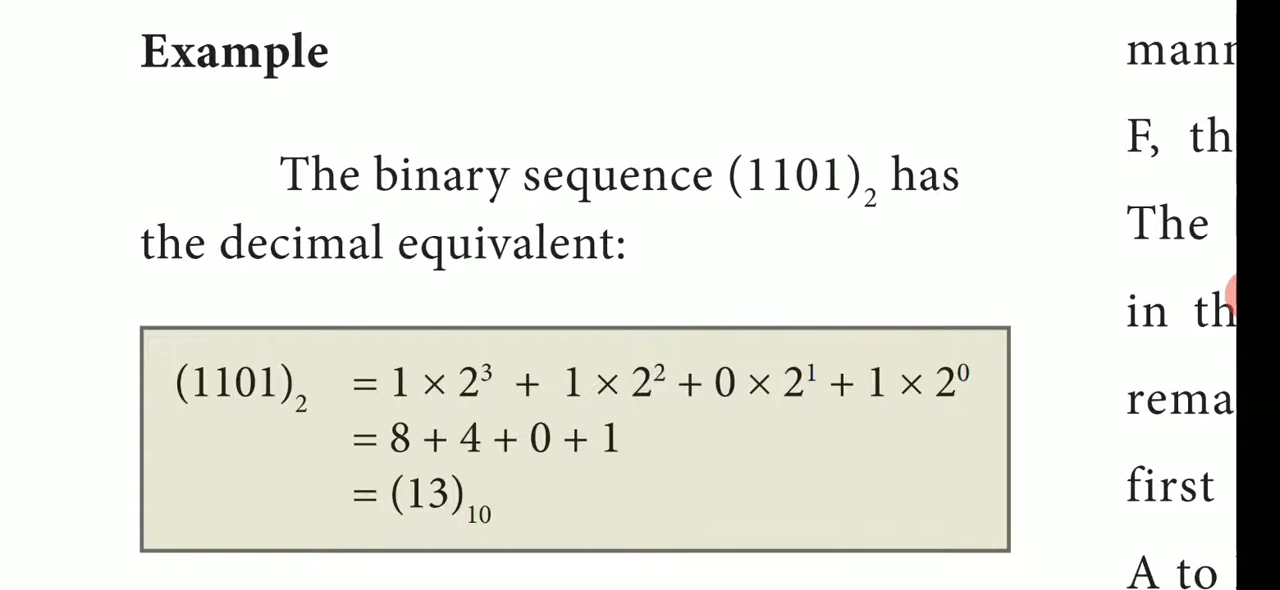 Example
The binary sequence (1101)₂ has
the decimal equivalent:
(1101)₂ = 1 × 2³ + 1 × 2² + 0 × 2¹ + 1 × 2⁰
= 8 + 4 + 0 + 1
= (13)₁₀
F, th
The
in th
rema
first
A to